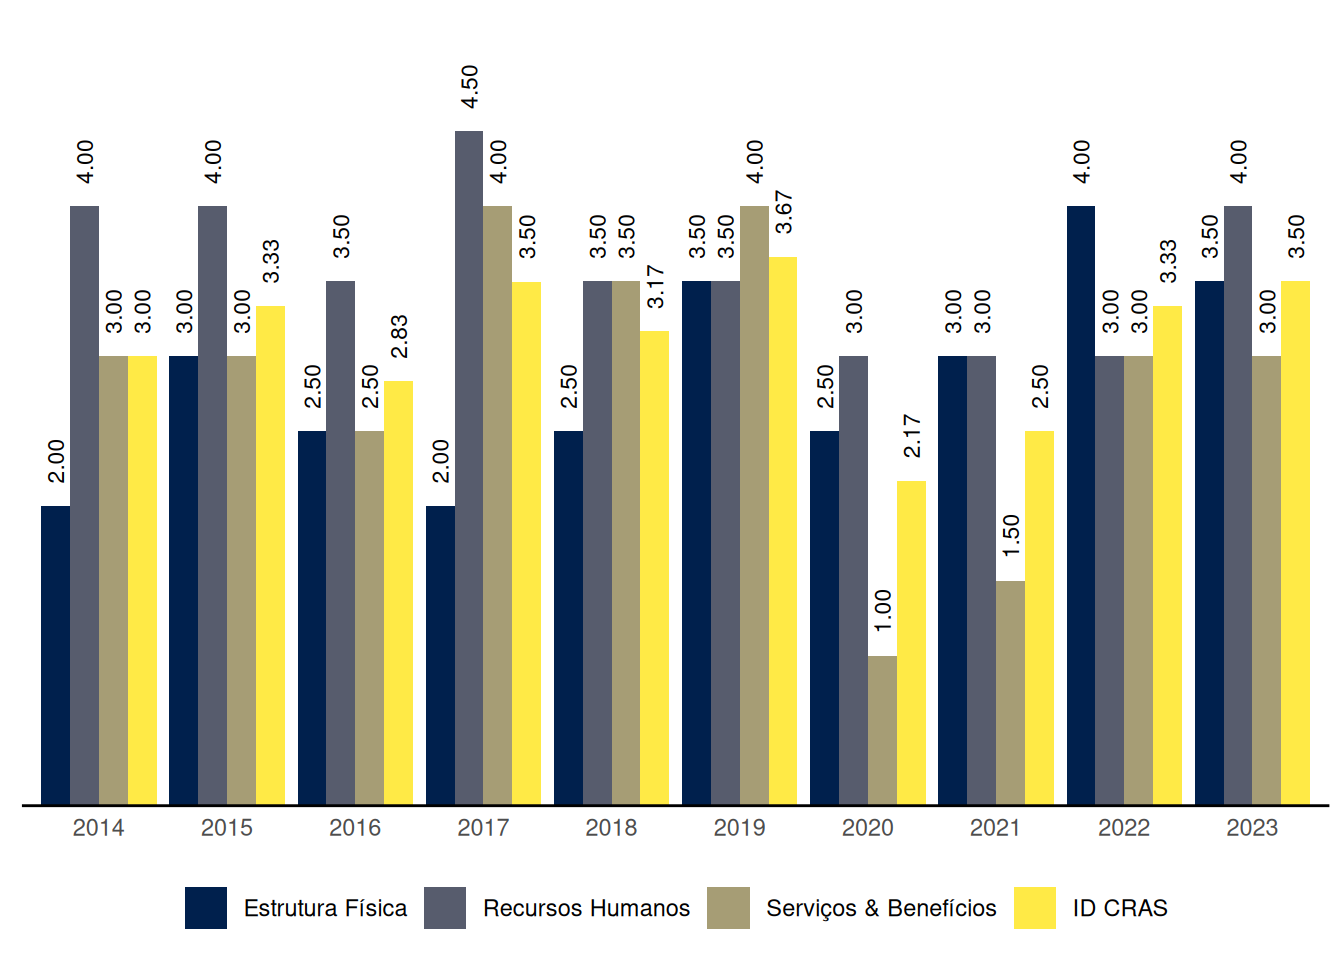 4.50
4.00 4.00 4.00 4.00 4.00 4.00
3.67
3.50 3.50 3.50 3.50 3.50 3.50 3.50 3.50
3.33 3.33
3.17
3.00 3.00 3.00 3.00 3.00 3.00 3.00 3.00 3.00 3.00
2.83
2.50 2.50 2.50 2.50 2.50
2.17
2.00 2.00
1.50
1.00
2014 2015 2016 2017 2018 2019 2020 2021 2022 2023
Estrutura Física Recursos Humanos Serviços & Benefícios ID CRAS